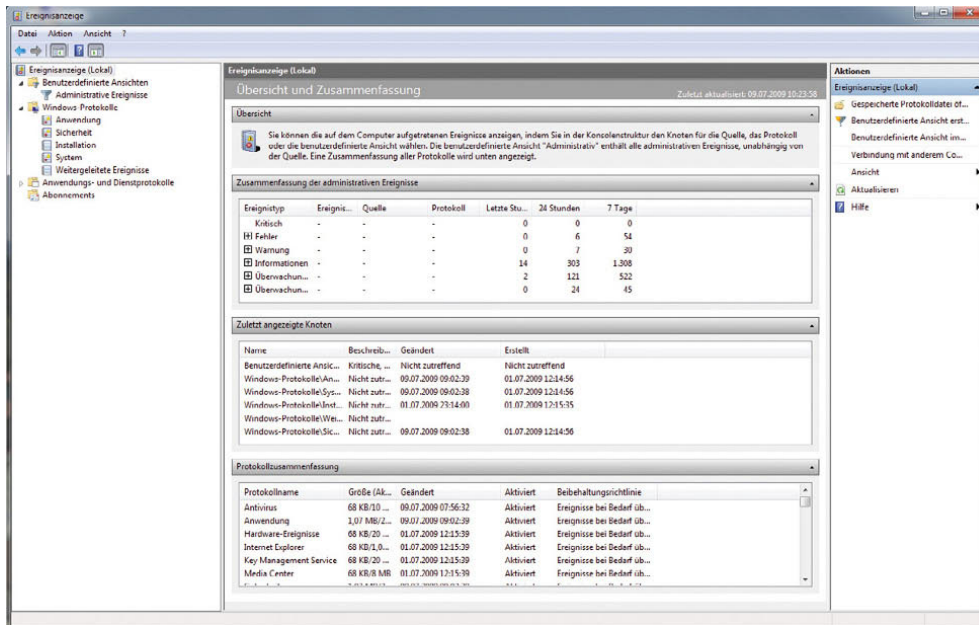 Ereignisanzeige
Datei Aktion Ansicht ?
Ereignisanzeige (Lokal)
Benutzerdefinierte Ansichten
Administrative Ereignisse
Windows-Protokolle
Anwendung
Sicherheit
Installation
System
Weitergeleitete Ereignisse
Anwendungs- und Dienstprotokolle
Abonnements
Ereignisanzeige (Lokal)
Übersicht und Zusammenfassung Zuletzt aktualisiert: 09.07.2009 10:23:58
Übersicht
Sie können die auf dem Computer aufgetretenen Ereignisse anzeigen, indem Sie in der Konsolenstruktur den Knoten für die Quelle, das Protokoll
oder die benutzerdefinierte Ansicht wählen. Die benutzerdefinierte Ansicht "Administrativ" enthält alle administrativen Ereignisse, unabhängig von
der Quelle. Eine Zusammenfassung aller Protokolle wird unten angezeigt.
Zusammenfassung der administrativen Ereignisse
Ereignistyp Ereignis... Quelle Protokoll Letzte Stu... 24 Stunden 7 Tage
Kritisch - - - 0 0 0
Fehler - - - 0 6 54
Warnung - - - 0 7 30
Informationen - - - 14 303 1.308
Überwachun... - - - 2 121 522
Überwachun... - - - 0 24 45
Zuletzt angezeigte Knoten
Name Beschreib... Geändert Erstellt
Benutzerdefinierte Ansic... Kritische, ... Nicht zutreffend Nicht zutreffend
Windows-Protokolle\An... Nicht zutr... 09.07.2009 09:02:39 01.07.2009 12:14:56
Windows-Protokolle\Sys... Nicht zutr... 09.07.2009 09:02:38 01.07.2009 12:14:56
Windows-Protokolle\Inst... Nicht zutr... 01.07.2009 23:14:00 01.07.2009 12:15:35
Windows-Protokolle\Wei... Nicht zutr...
Windows-Protokolle\Sic... Nicht zutr... 09.07.2009 09:02:38 01.07.2009 12:14:56
Protokollzusammenfassung
Protokollname Größe (Ak... Geändert Aktiviert Beibehaltungsrichtlinie
Antivirus 68 KB/10 ... 09.07.2009 07:56:32 Aktiviert Ereignisse bei Bedarf üb...
Anwendung 1,07 MB/2... 09.07.2009 09:02:39 Aktiviert Ereignisse bei Bedarf üb...
Hardware-Ereignisse 68 KB/20 ... 01.07.2009 12:15:39 Aktiviert Ereignisse bei Bedarf üb...
Internet Explorer 68 KB/1,0... 01.07.2009 12:15:39 Aktiviert Ereignisse bei Bedarf üb...
Key Management Service 68 KB/20 ... 01.07.2009 12:15:39 Aktiviert Ereignisse bei Bedarf üb...
Media Center 68 KB/8 MB 01.07.2009 12:15:39 Aktiviert Ereignisse bei Bedarf üb...
Aktionen
Ereignisanzeige (Lokal)
Gespeicherte Protokolldatei öf...
Benutzerdefinierte Ansicht erst...
Benutzerdefinierte Ansicht im...
Verbindung mit anderem Co...
Ansicht
Aktualisieren
Hilfe